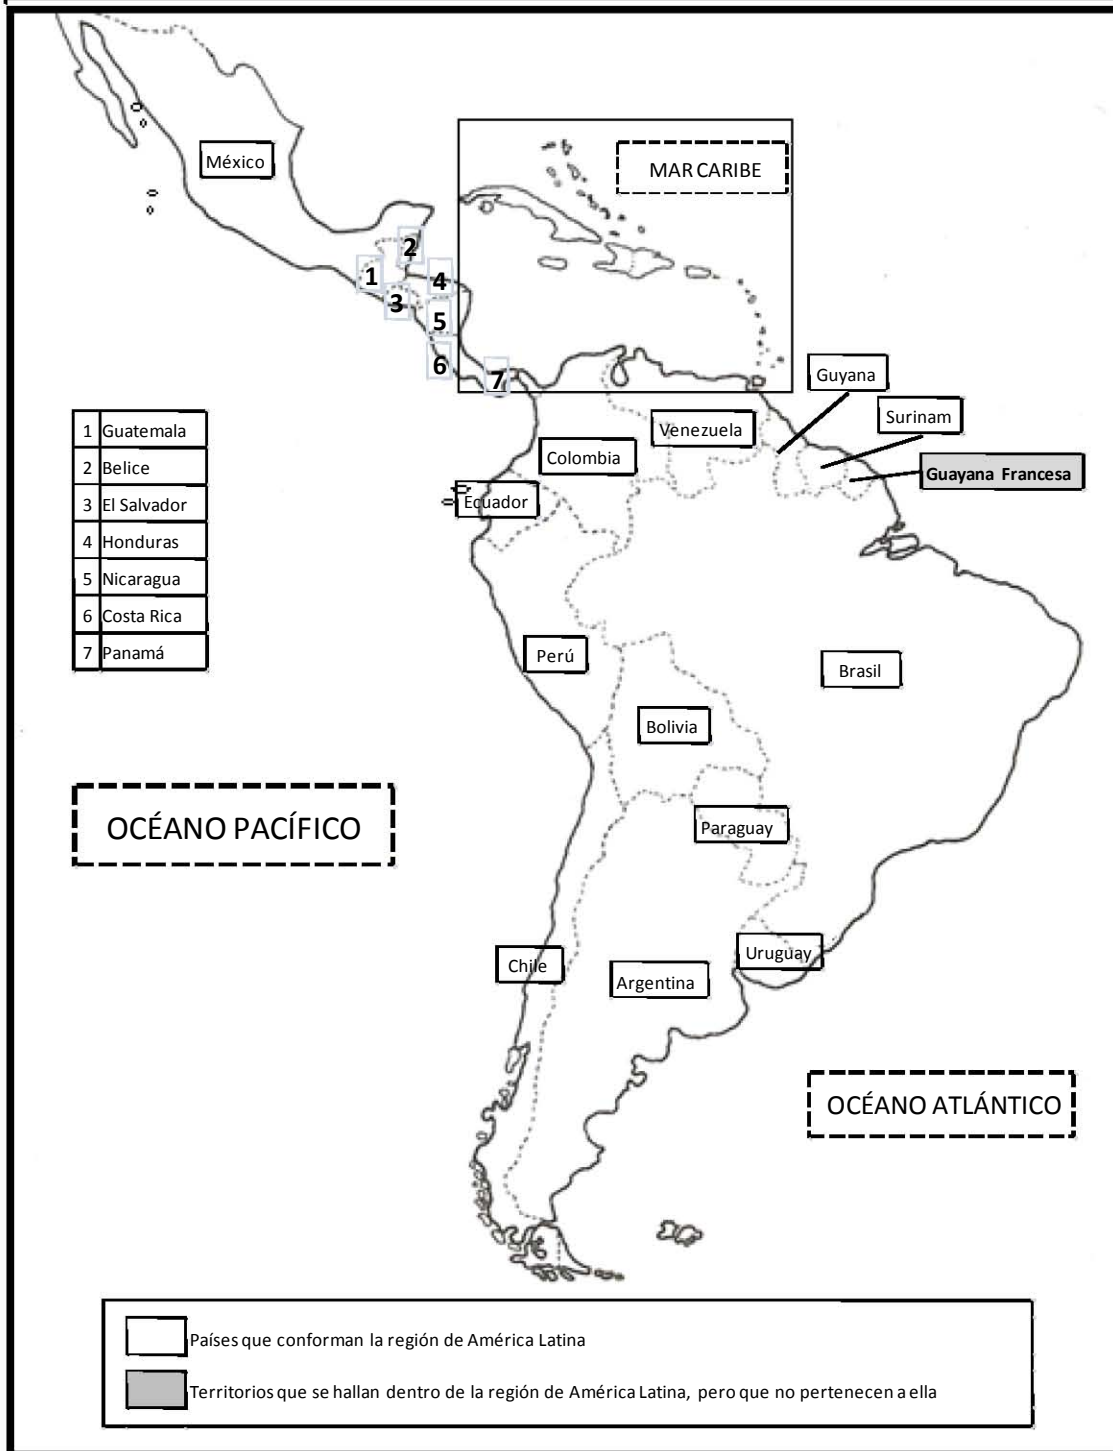 México
MAR CARIBE
2
1
4
3
5
6
7
Guyana
Surinam
Guayana Francesa
Venezuela
Colombia
Ecuador
1 Guatemala
2 Belice
3 El Salvador
4 Honduras
5 Nicaragua
6 Costa Rica
7 Panamá
Perú
Brasil
Bolivia
OCÉANO PACÍFICO
Paraguay
Uruguay
Chile
Argentina
OCÉANO ATLÁNTICO
Países que conforman la región de América Latina
Territorios que se hallan dentro de la región de América Latina, pero que no pertenecen a ella